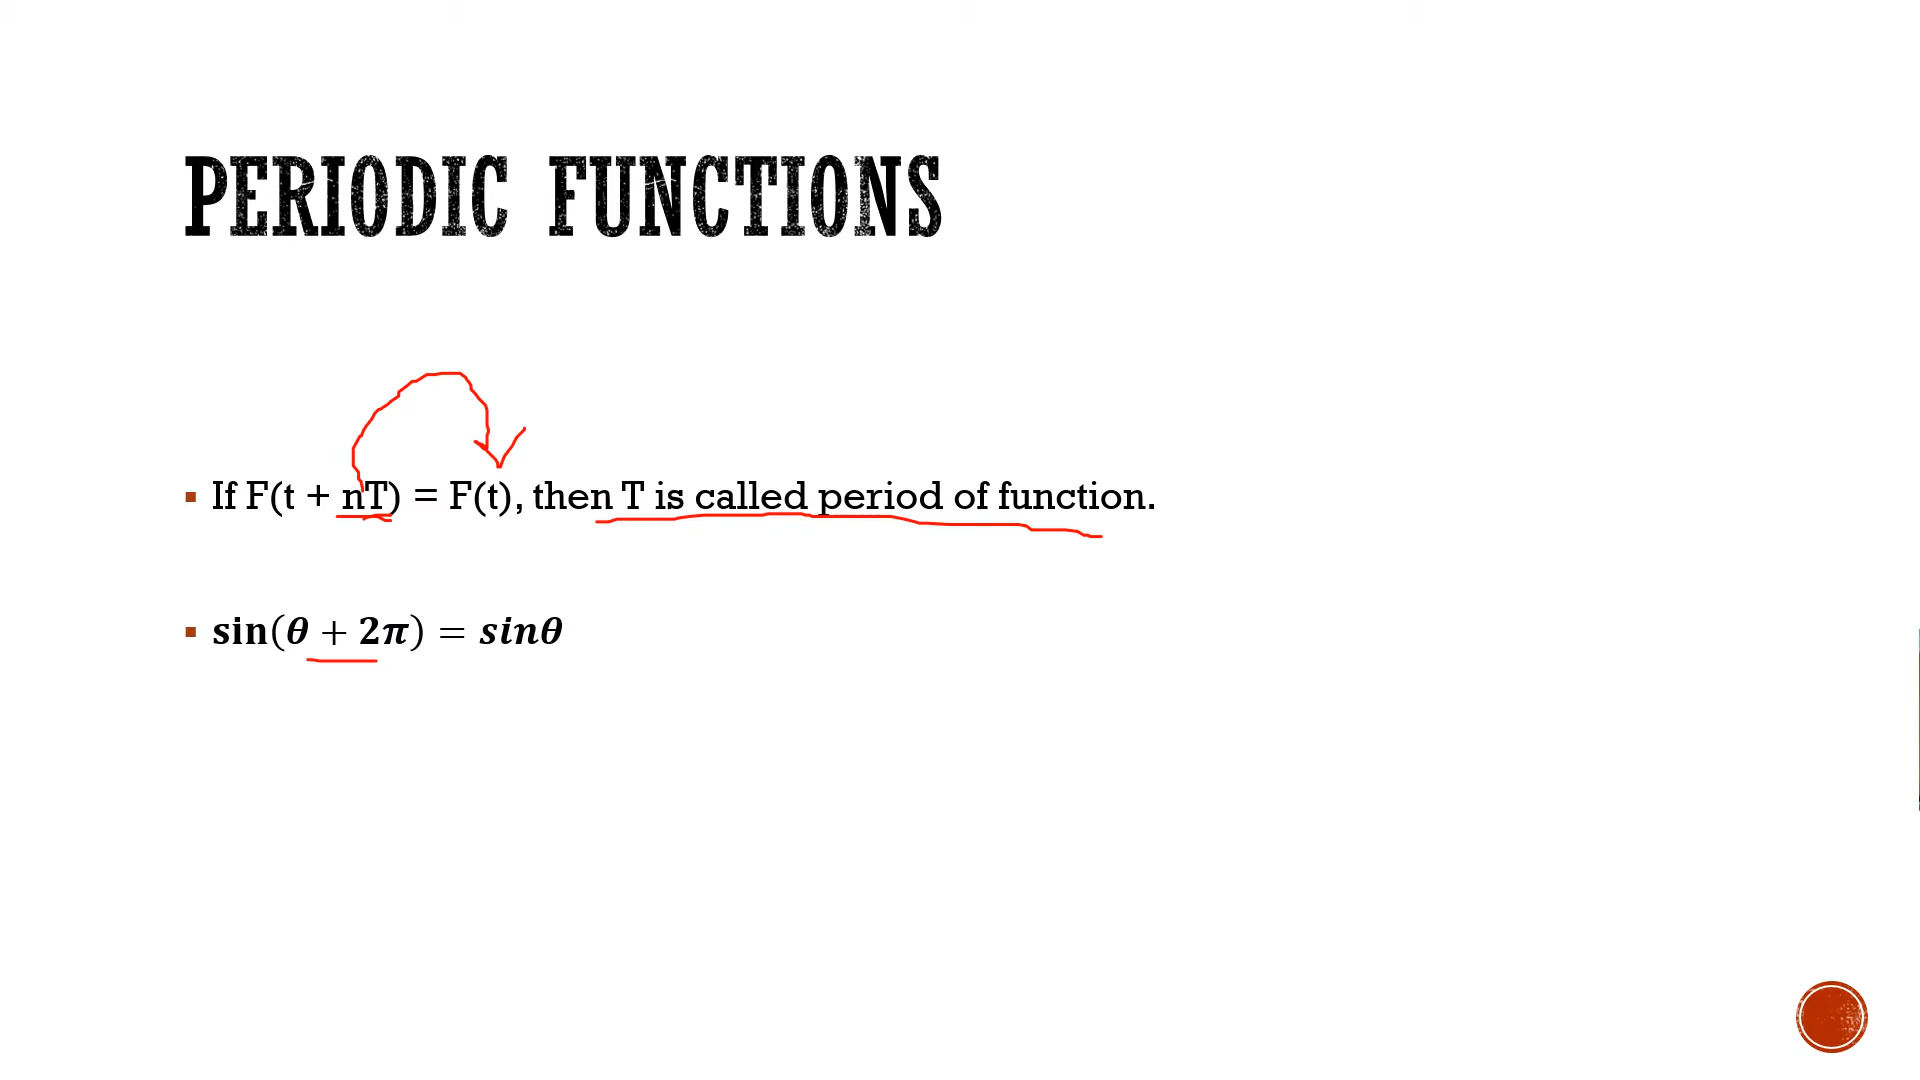 PERIODIC FUNCTIONS
If F(t + nT) = F(t), then T is called period of function.
sin(θ + 2π) = sinθ